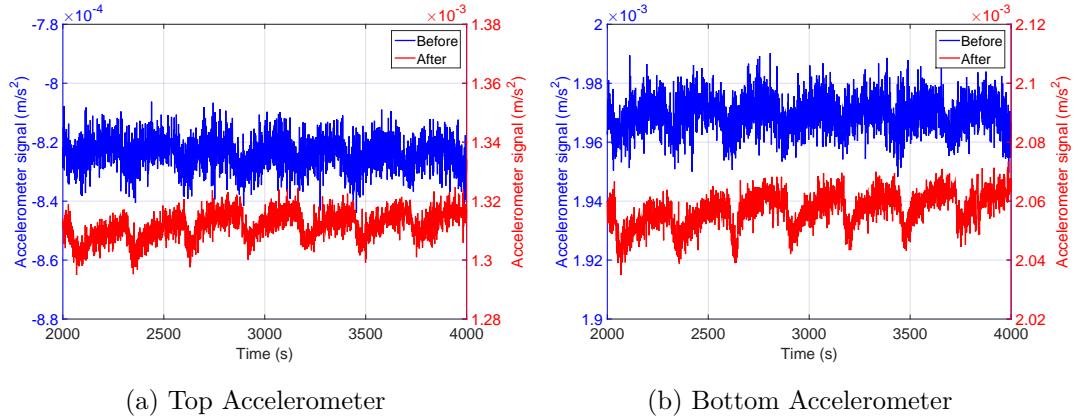 ×10⁻⁴
×10⁻³
-7.8
-8
-8.2
-8.4
-8.6
-8.8
Accelerometer signal (m/s²)
Before
After
1.38
1.36
1.34
1.32
1.3
1.28
Accelerometer signal (m/s²)
2000 2500 3000 3500 4000
Time (s)
(a) Top Accelerometer
×10⁻³
×10⁻³
2
1.98
1.96
1.94
1.92
1.9
Accelerometer signal (m/s²)
Before
After
2.12
2.1
2.08
2.06
2.04
2.02
Accelerometer signal (m/s²)
2000 2500 3000 3500 4000
Time (s)
(b) Bottom Accelerometer